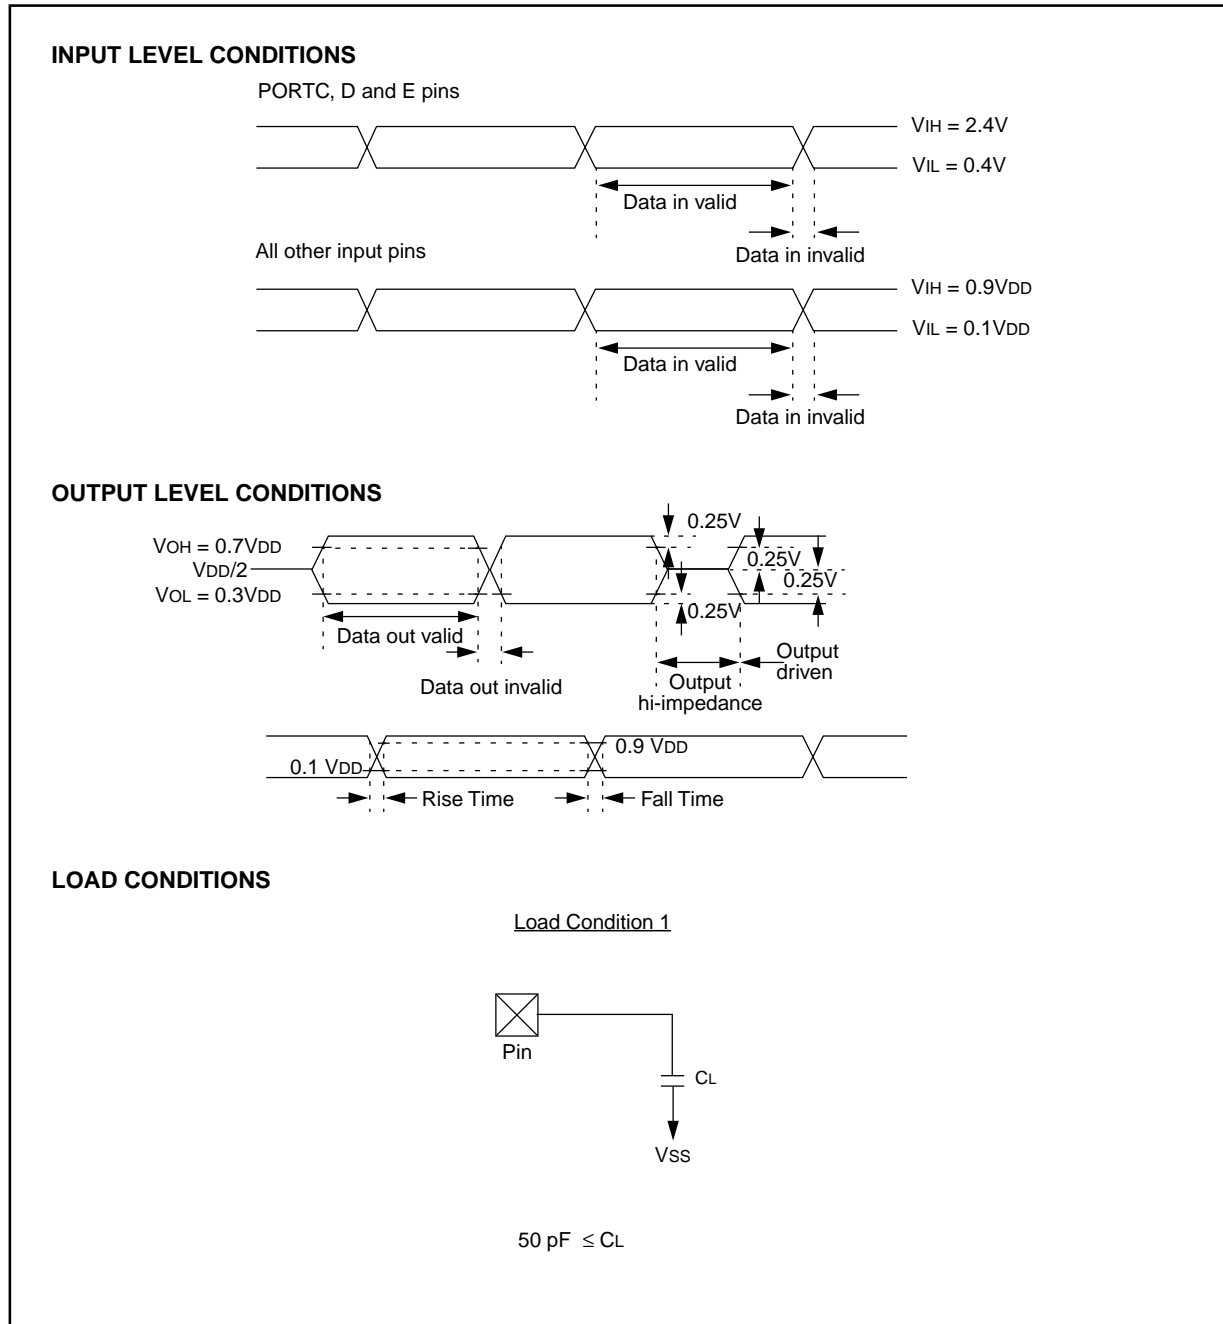 INPUT LEVEL CONDITIONS
PORTC, D and E pins
VIH = 2.4V
VIL = 0.4V
Data in valid
Data in invalid
All other input pins
VIH = 0.9VDD
VIL = 0.1VDD
Data in valid
Data in invalid
OUTPUT LEVEL CONDITIONS
0.25V
VOH = 0.7VDD
VDD/2
VOL = 0.3VDD
0.25V
0.25V
0.25V
Data out valid
Data out invalid
Output
hi-impedance
Output
driven
0.9 VDD
0.1 VDD
Rise Time
Fall Time
LOAD CONDITIONS
Load Condition 1
Pin
CL
VSS
50 pF ≤ CL